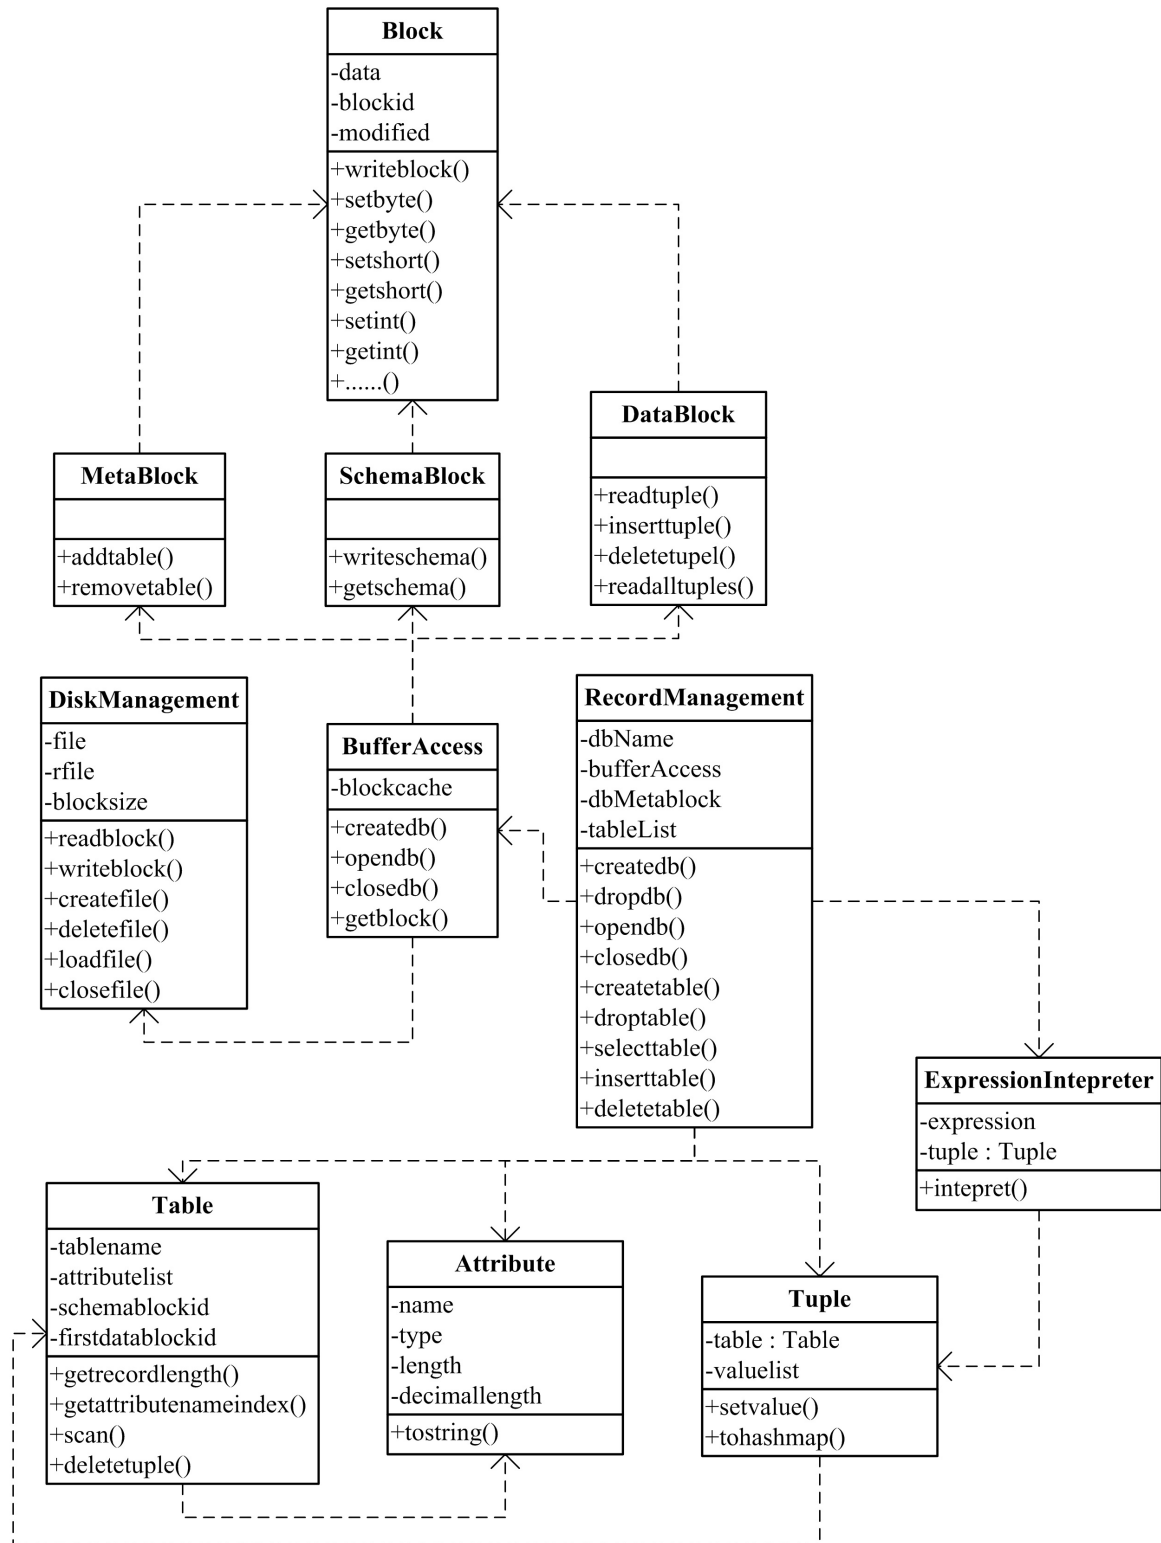 Block
-data
-blockid
-modified
+writeblock()
+setbyte()
+getbyte()
+setshort()
+getshort()
+setint()
+getint()
+......()
MetaBlock
+addtable()
+removetable()
SchemaBlock
+writeschema()
+getschema()
DataBlock
+readtuple()
+inserttuple()
+deletetupel()
+readalltuples()
DiskManagement
-file
-rfile
-blocksize
+readblock()
+writeblock()
+createfile()
+deletefile()
+loadfile()
+closefile()
BufferAccess
-blockcache
+createdb()
+opendb()
+closedb()
+getblock()
RecordManagement
-dbName
-bufferAccess
-dbMetablock
-tableList
+createdb()
+dropdb()
+opendb()
+closedb()
+createtable()
+droptable()
+selecttable()
+inserttable()
+deletetable()
ExpressionIntepreter
-expression
-tuple : Tuple
+intepret()
Table
-tablename
-attributelist
-schemablockid
-firstdatablockid
+getrecordlength()
+getattributenameindex()
+scan()
+deletetuple()
Attribute
-name
-type
-length
-decimallength
+tostring()
Tuple
-table : Table
-valuelist
+setvalue()
+tohashmap()